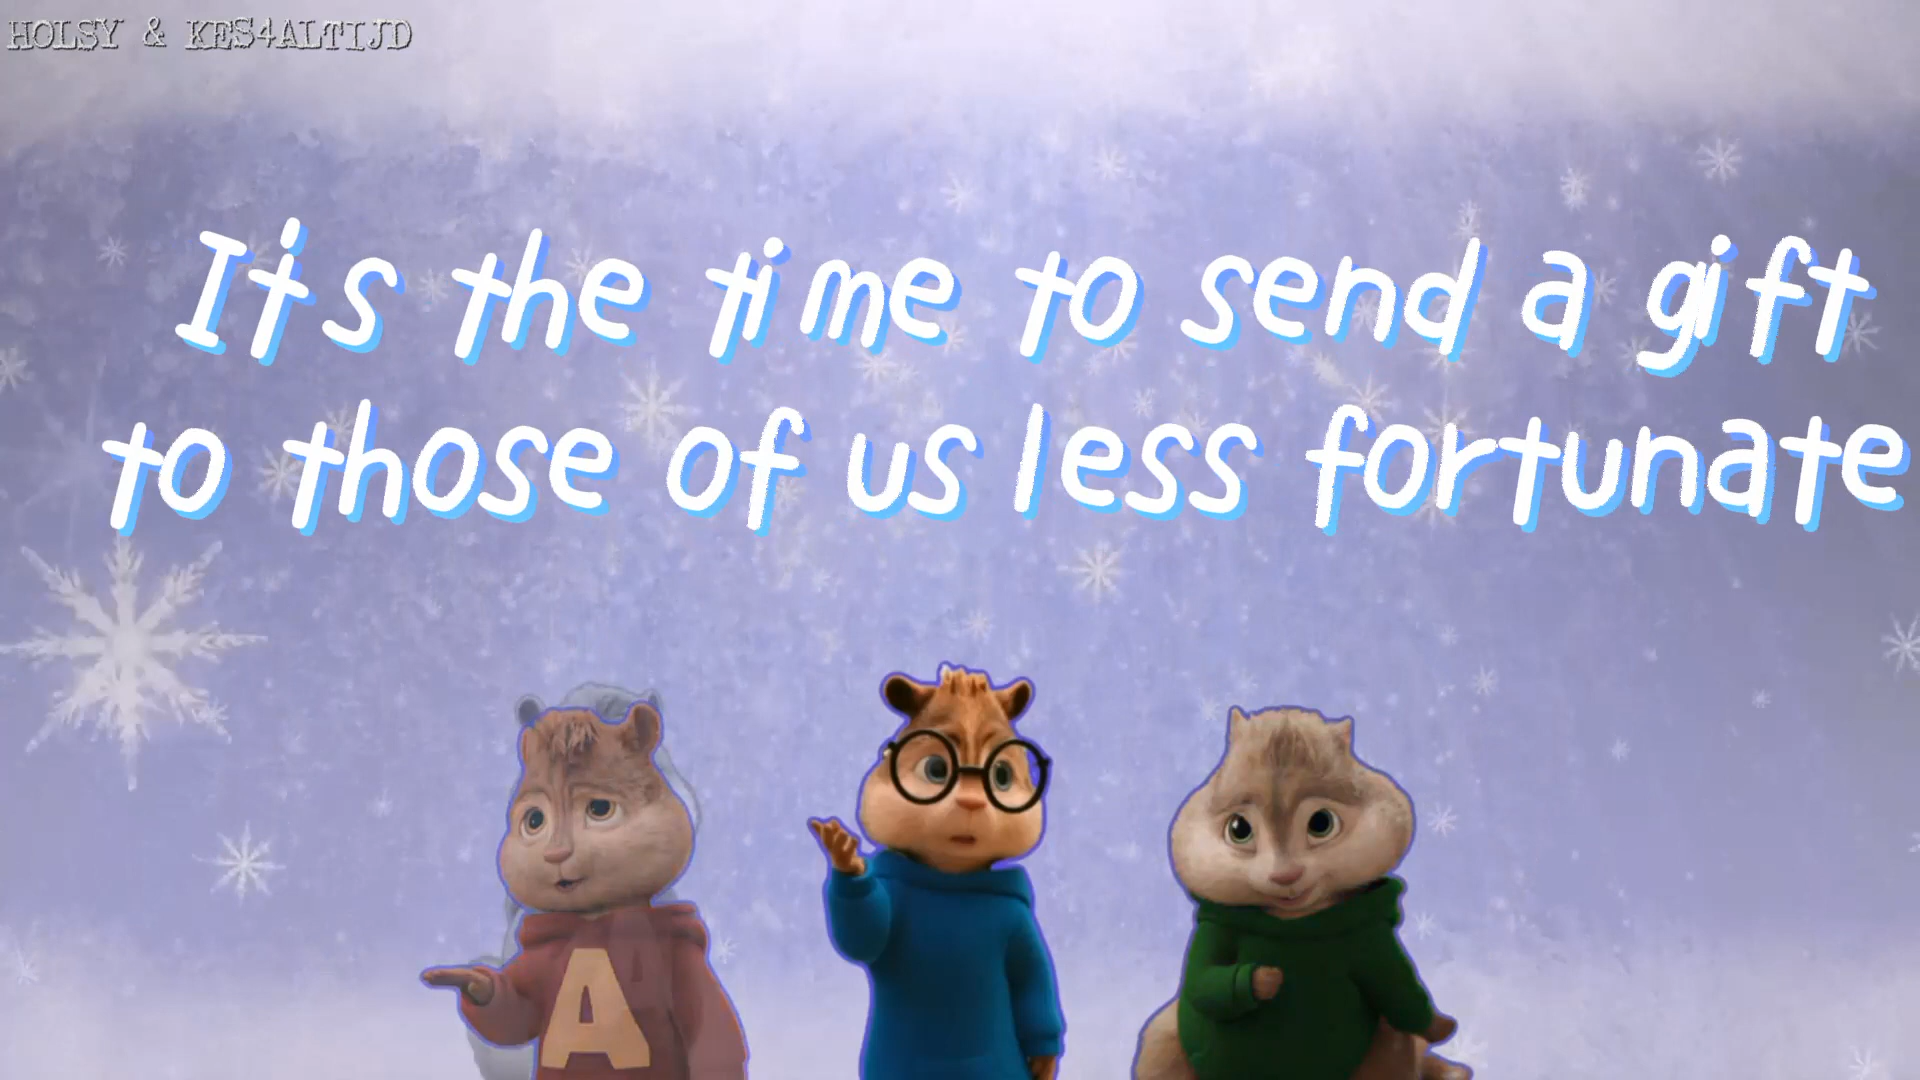 HOLSY & KES4ALTIJD
It's the time to send a gift
to those of us less fortunate
A